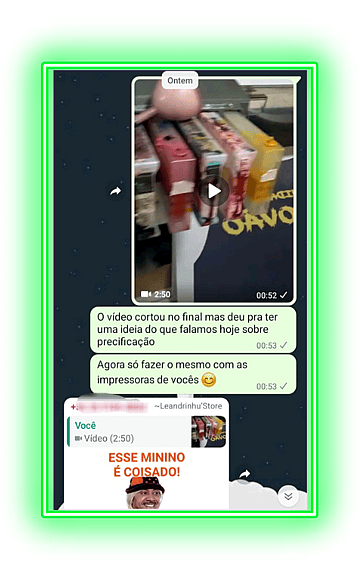 Ontem
OVÃO
2:50
00:52
O vídeo cortou no final mas deu pra ter
uma ideia do que falamos hoje sobre
precificação
00:53
Agora só fazer o mesmo com as
impressoras de vocês 😊
00:53
~Leandrinhu'Store
Você
Vídeo (2:50)
ESSE MININO
É COISADO!